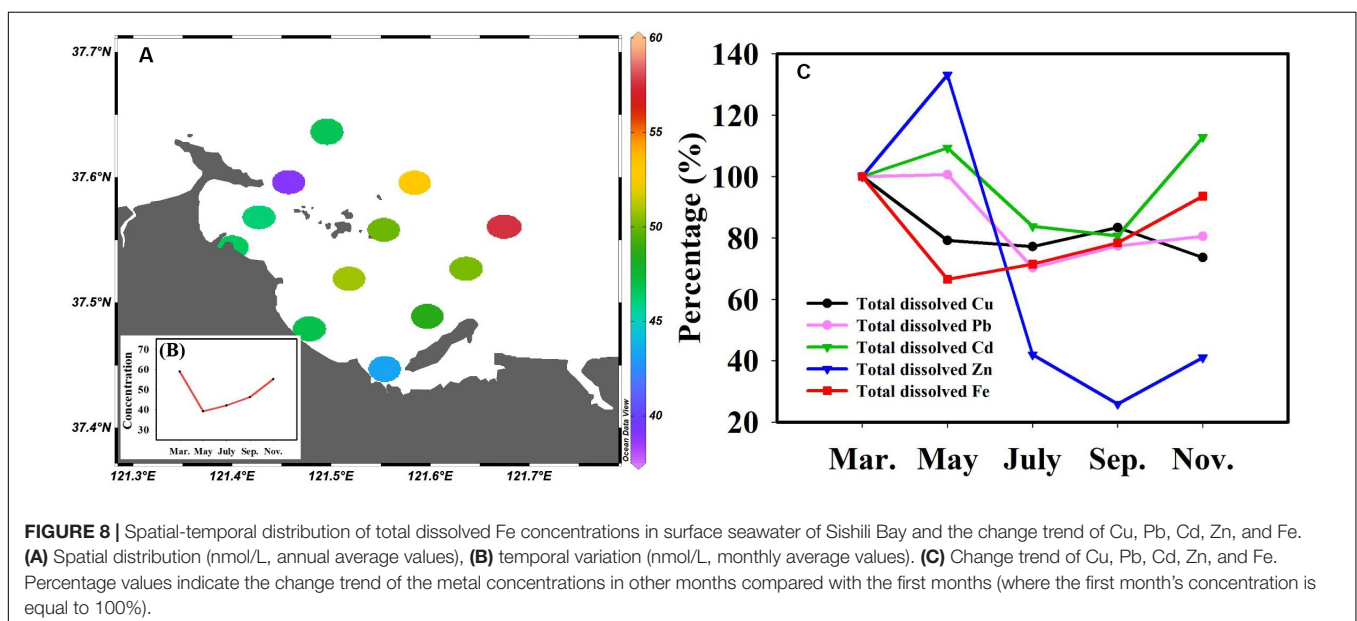 A
37.7°N
37.6°N
37.5°N
37.4°N
121.3°E
121.4°E
121.5°E
121.6°E
121.7°E
60
55
50
45
40
Ocean Data View
(B)
Concentration
70
60
50
40
30
Mar. May July Sep. Nov.
C
Percentage (%)
140
120
100
80
60
40
20
Total dissolved Cu
Total dissolved Pb
Total dissolved Cd
Total dissolved Zn
Total dissolved Fe
Mar. May July Sep. Nov.
FIGURE 8 | Spatial-temporal distribution of total dissolved Fe concentrations in surface seawater of Sishili Bay and the change trend of Cu, Pb, Cd, Zn, and Fe.
(A) Spatial distribution (nmol/L, annual average values), (B) temporal variation (nmol/L, monthly average values). (C) Change trend of Cu, Pb, Cd, Zn, and Fe.
Percentage values indicate the change trend of the metal concentrations in other months compared with the first months (where the first month's concentration is
equal to 100%).